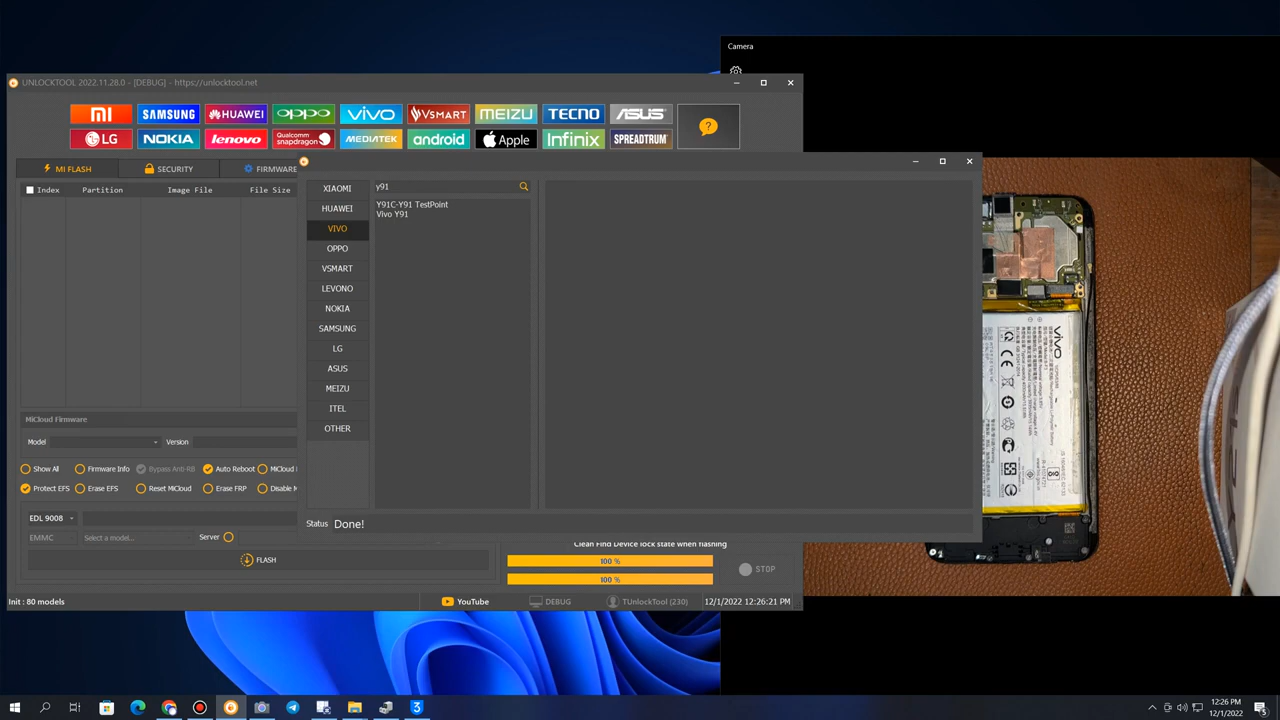 Camera
UNLOCKTOOL 2022.11.28.0 - [DEBUG] - https://unlocktool.net
MI SAMSUNG HUAWEI OPPO VIVO VSMART MEIZU TECNO ASUS
LG NOKIA lenovo Qualcomm snapdragon MEDIATEK android Apple Infinix SPREADTRUM
?
MI FLASH SECURITY FIRMWARE
Index Partition Image File File Size
XIAOMI
HUAWEI
VIVO
OPPO
VSMART
LEVONO
NOKIA
SAMSUNG
LG
ASUS
MEIZU
ITEL
OTHER
y91
Y91C-Y91 TestPoint
Vivo Y91
Status Done!
MiCloud Firmware
Model Version
Show All Firmware Info Bypass Anti-RB Auto Reboot MiCloud
Protect EFS Erase EFS Reset MiCloud Erase FRP Disable
EDL 9008
EMMC Select a model... Server
FLASH
Clean Find Device lock state when flashing
100 %
100 %
STOP
Init : 80 models YouTube DEBUG TUnlockTool (230) 12/1/2022 12:26:21 PM
vivo
12:26 PM
12/1/2022
5